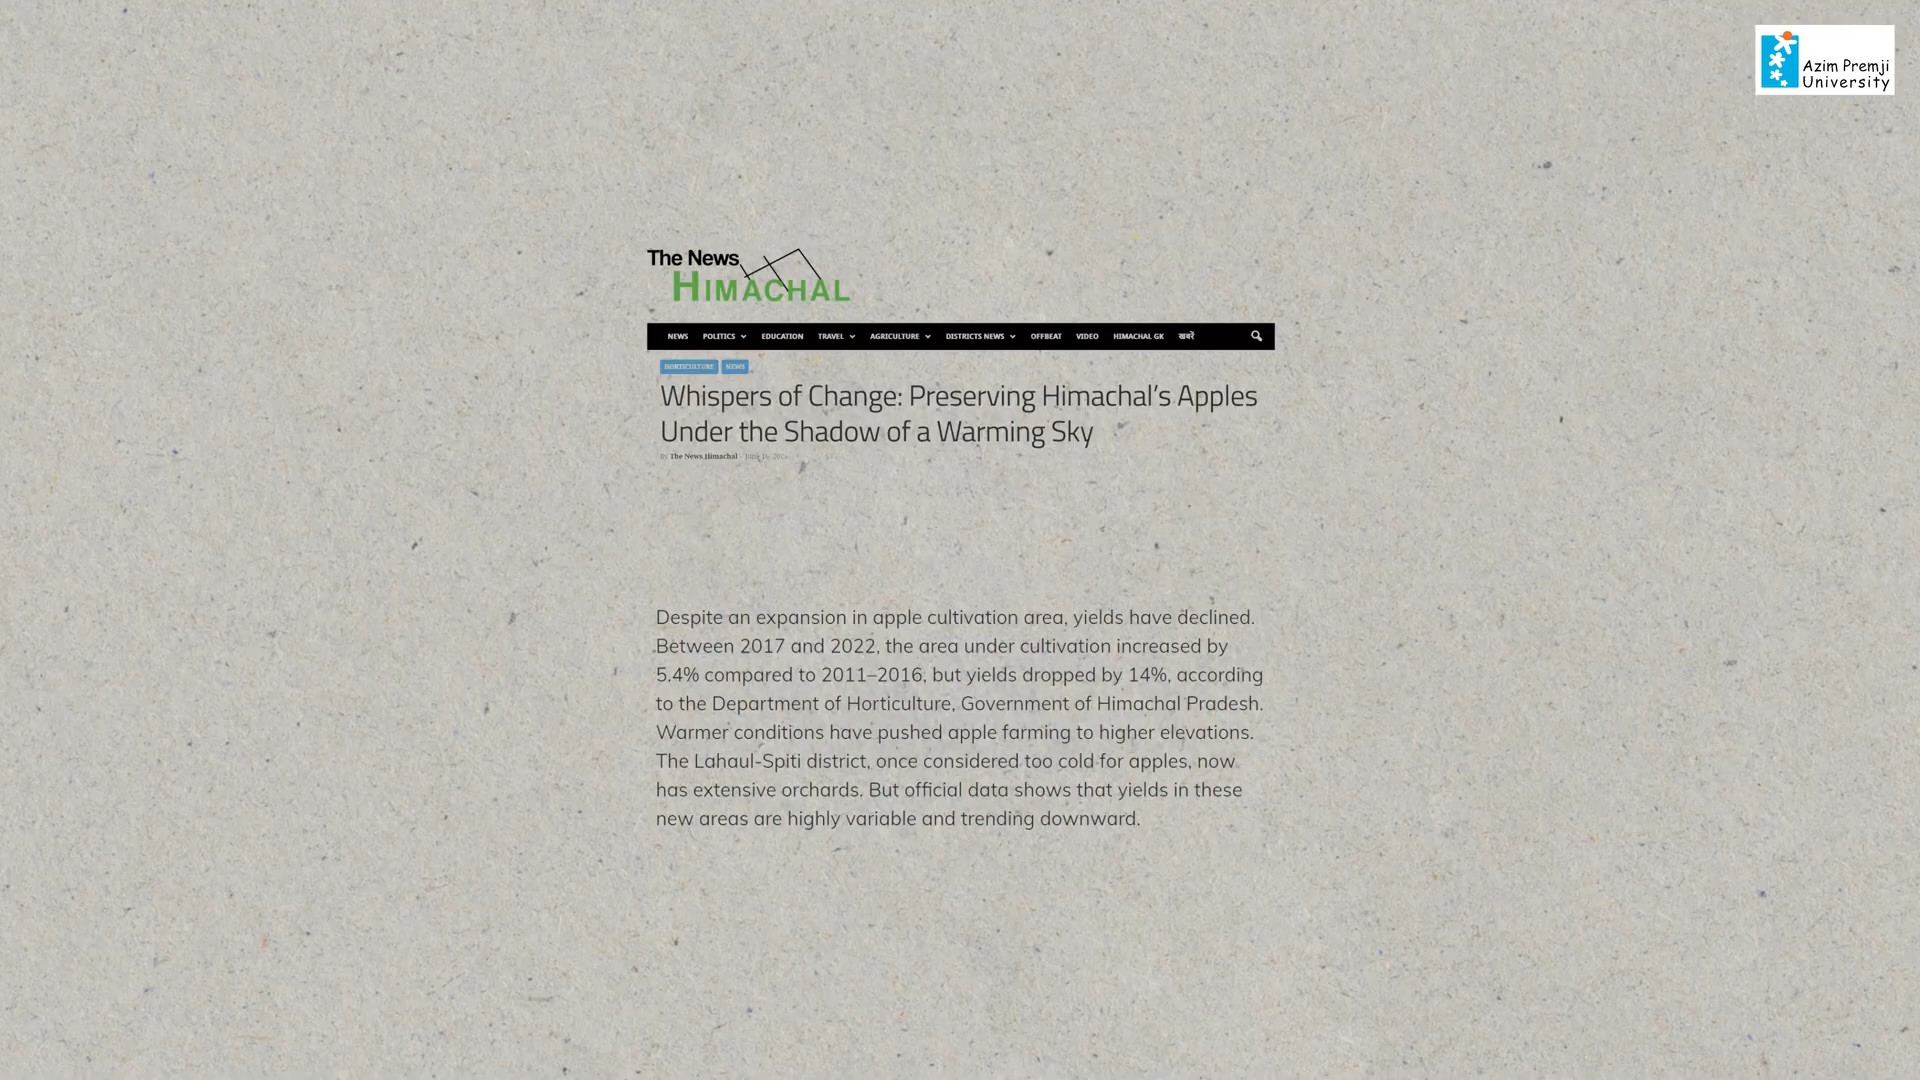 Azim Premji
University
The News
HIMACHAL
NEWS POLITICS EDUCATION TRAVEL AGRICULTURE DISTRICTS NEWS OFFBEAT VIDEO HIMACHAL GK खबरें
HORTICULTURE NEWS
Whispers of Change: Preserving Himachal’s Apples
Under the Shadow of a Warming Sky
By The News Himachal - June 16,
Despite an expansion in apple cultivation area, yields have declined.
Between 2017 and 2022, the area under cultivation increased by
5.4% compared to 2011–2016, but yields dropped by 14%, according
to the Department of Horticulture, Government of Himachal Pradesh.
Warmer conditions have pushed apple farming to higher elevations.
The Lahaul-Spiti district, once considered too cold for apples, now
has extensive orchards. But official data shows that yields in these
new areas are highly variable and trending downward.